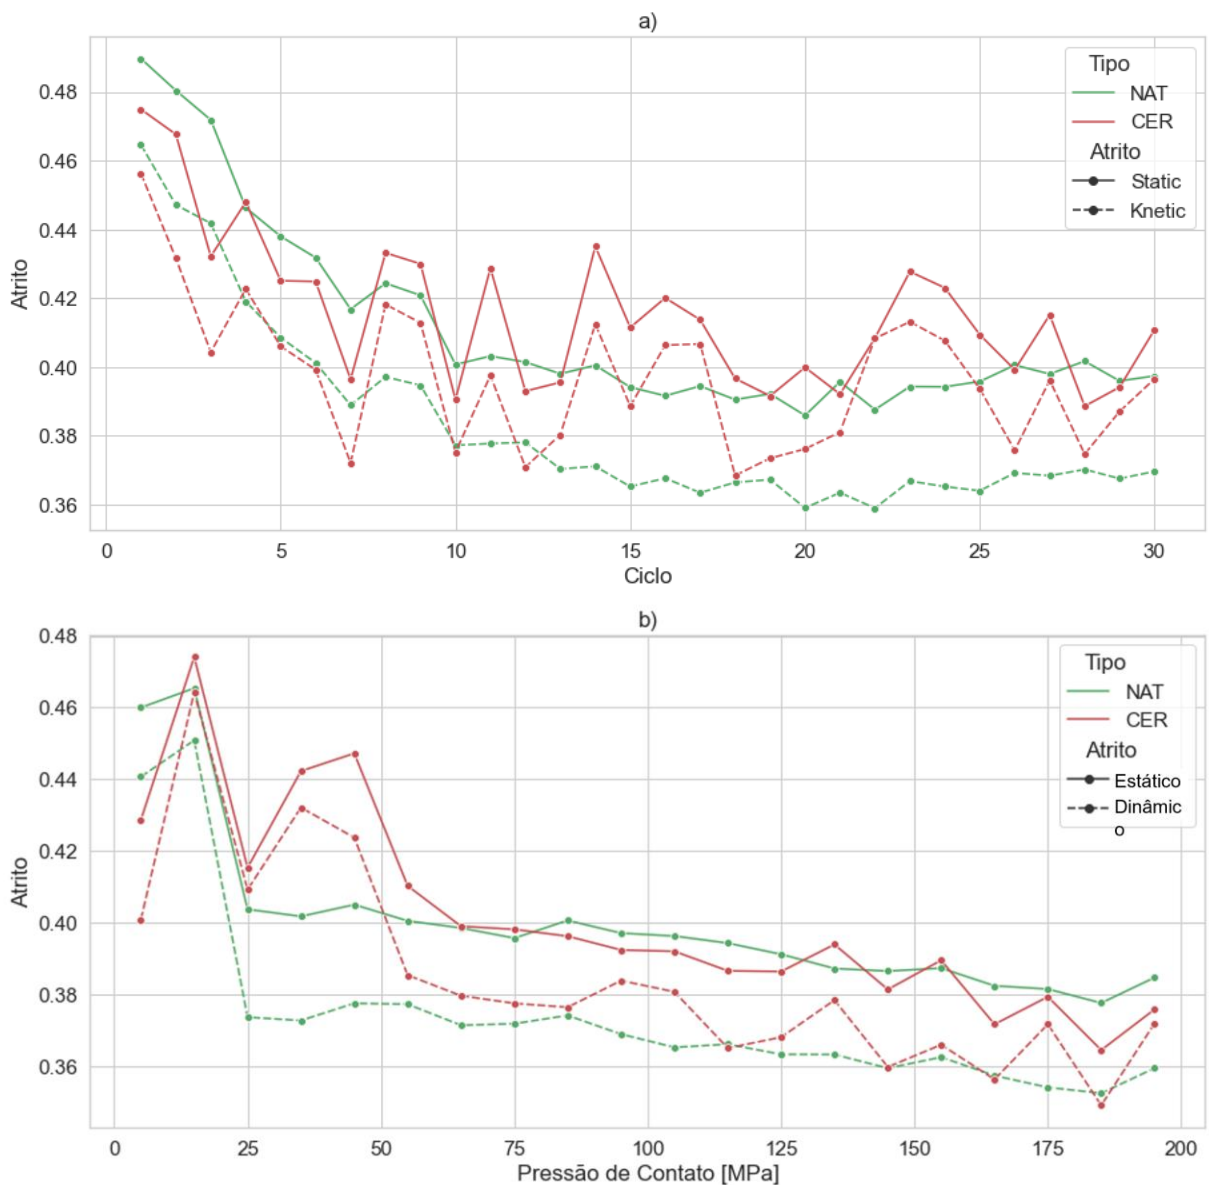 a)
Tipo
NAT
CER
Atrito
Static
Knetic
0.48
0.46
0.44
0.42
0.40
0.38
0.36
Atrito
0 5 10 15 20 25 30
Ciclo
b)
Tipo
NAT
CER
Atrito
Estático
Dinâmic
o
0.48
0.46
0.44
0.42
0.40
0.38
0.36
Atrito
0 25 50 75 100 125 150 175 200
Pressão de Contato [MPa]